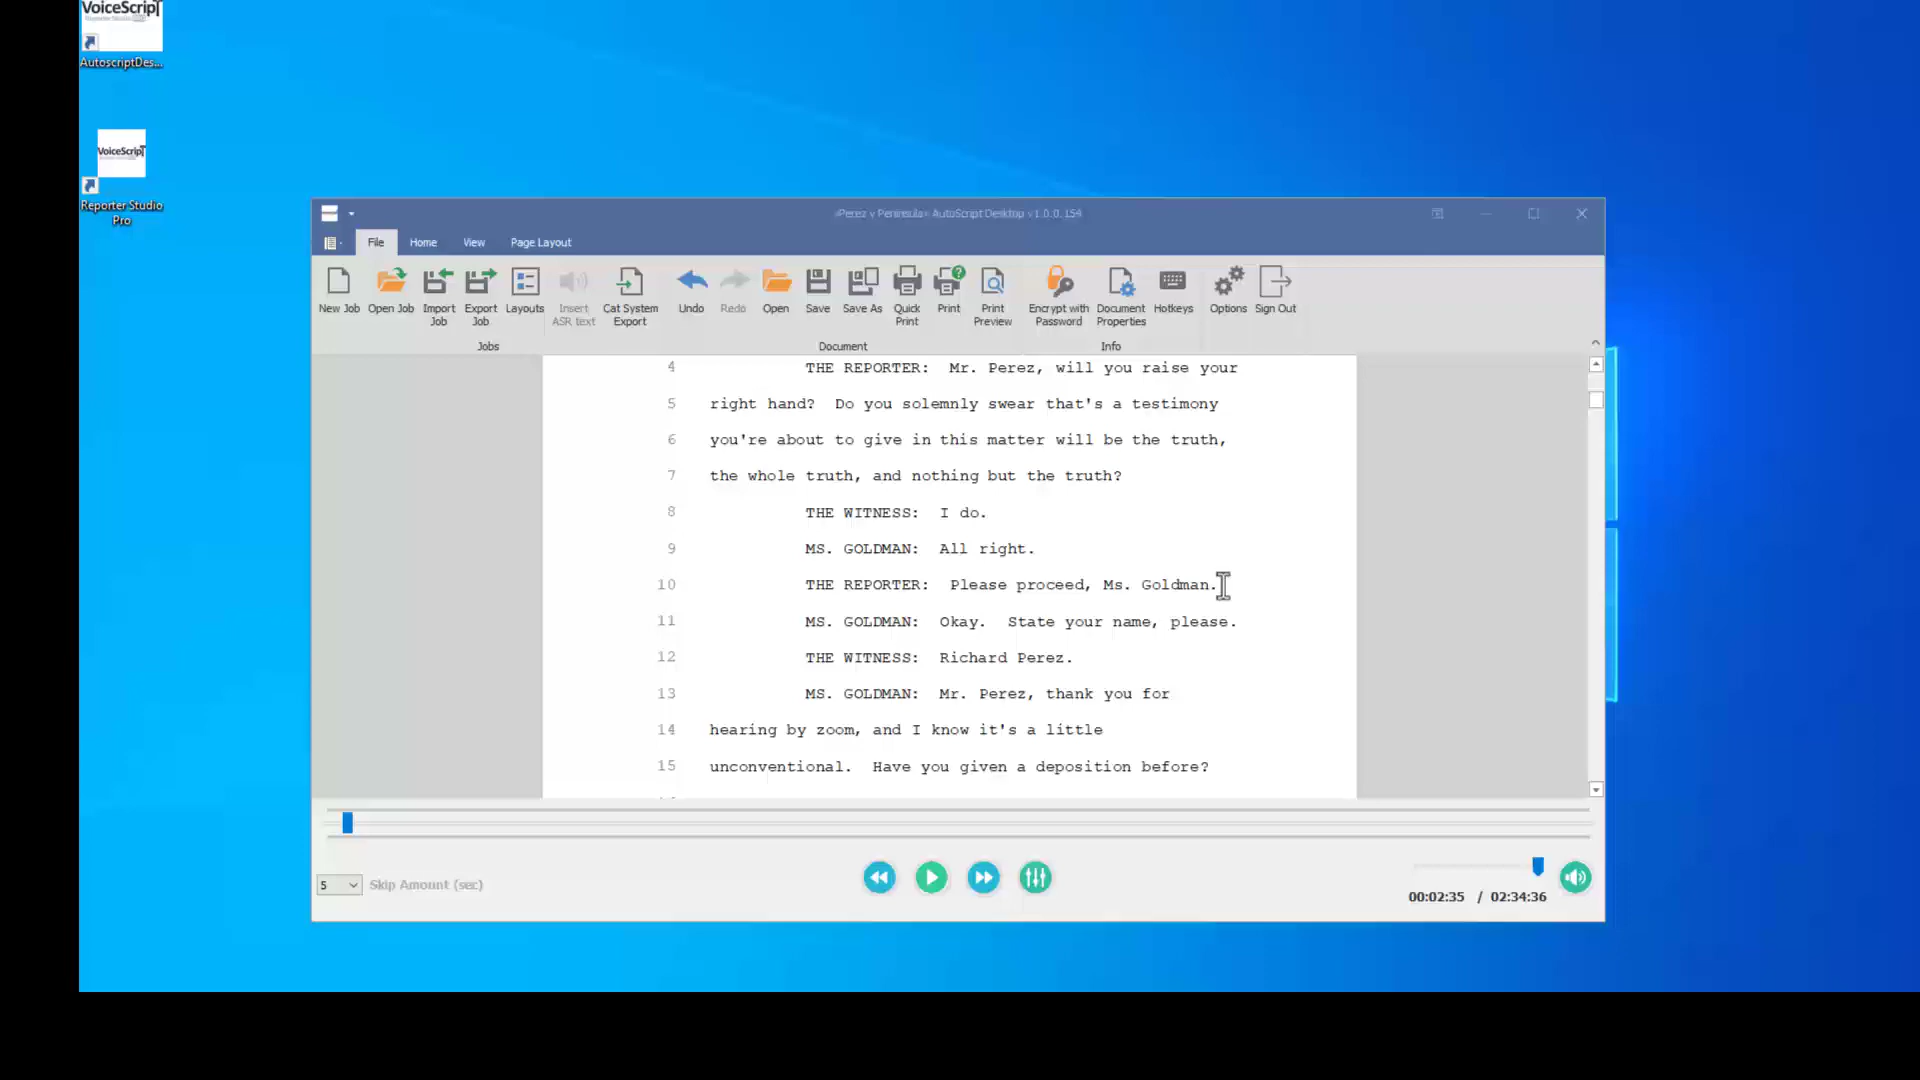 VoiceScript
Reporter Studio
AutoscriptDes...
VoiceScript
Reporter Studio
Pro
<Perez v Peninsula> AutoScript Desktop v1.0.0.154
File Home View Page Layout
New Job Open Job Import Job Export Job Layouts Insert ASR text Cat System Export Undo Redo Open Save Save As Quick Print Print Print Preview Encrypt with Password Document Properties Hotkeys Options Sign Out
Jobs Document Info
4 THE REPORTER: Mr. Perez, will you raise your
5 right hand? Do you solemnly swear that's a testimony
6 you're about to give in this matter will be the truth,
7 the whole truth, and nothing but the truth?
8 THE WITNESS: I do.
9 MS. GOLDMAN: All right.
10 THE REPORTER: Please proceed, Ms. Goldman.
11 MS. GOLDMAN: Okay. State your name, please.
12 THE WITNESS: Richard Perez.
13 MS. GOLDMAN: Mr. Perez, thank you for
14 hearing by zoom, and I know it's a little
15 unconventional. Have you given a deposition before?
5 Skip Amount (sec)
00:02:35 / 02:34:36